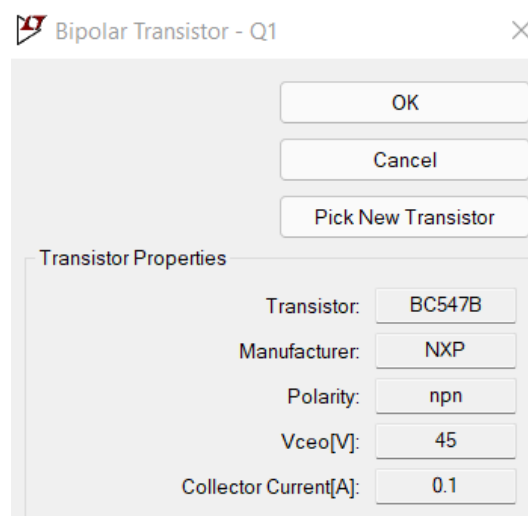 Bipolar Transistor - Q1
OK
Cancel
Pick New Transistor
Transistor Properties
Transistor: BC547B
Manufacturer: NXP
Polarity: npn
Vceo[V]: 45
Collector Current[A]: 0.1